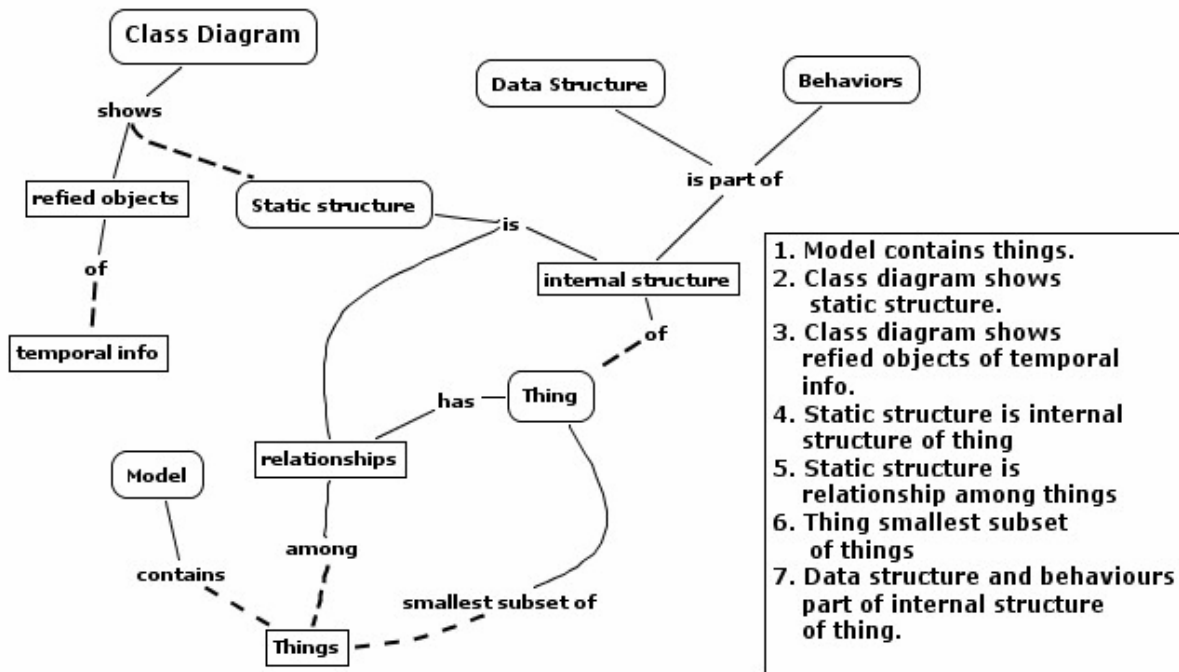 Class Diagram
Data Structure
Behaviors
shows
is part of
refied objects
Static structure
is
of
internal structure
temporal info
of
has
Thing
relationships
Model
among
contains
smallest subset of
Things
1. Model contains things.
2. Class diagram shows
static structure.
3. Class diagram shows
refied objects of temporal
info.
4. Static structure is internal
structure of thing
5. Static structure is
relationship among things
6. Thing smallest subset
of things
7. Data structure and behaviours
part of internal structure
of thing.